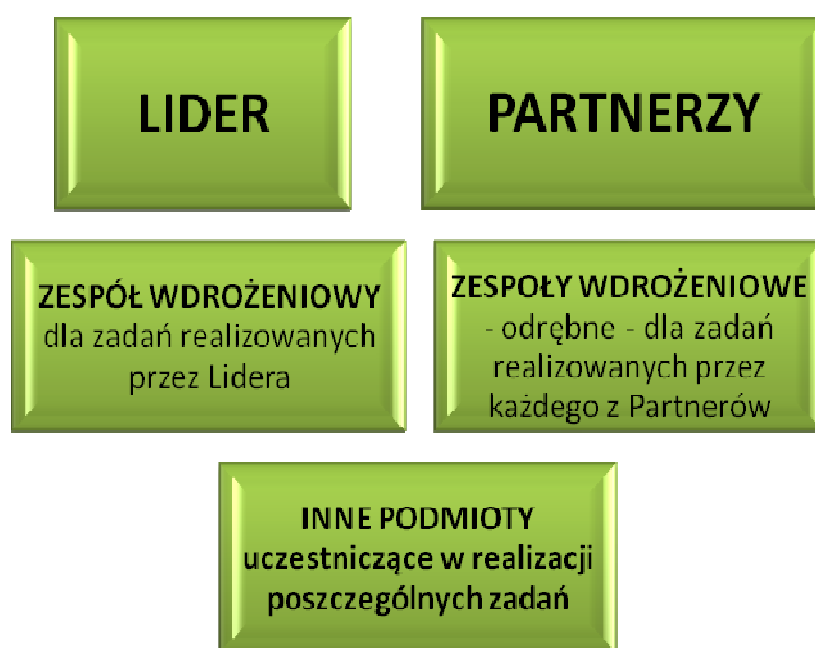 LIDER
PARTNERZY
ZESPÓŁ WDROŻENIOWY
dla zadań realizowanych
przez Lidera
ZESPOŁY WDROŻENIOWE
- odrębne - dla zadań
realizowanych przez
każdego z Partnerów
INNE PODMIOTY
uczestniczące w realizacji
poszczególnych zadań